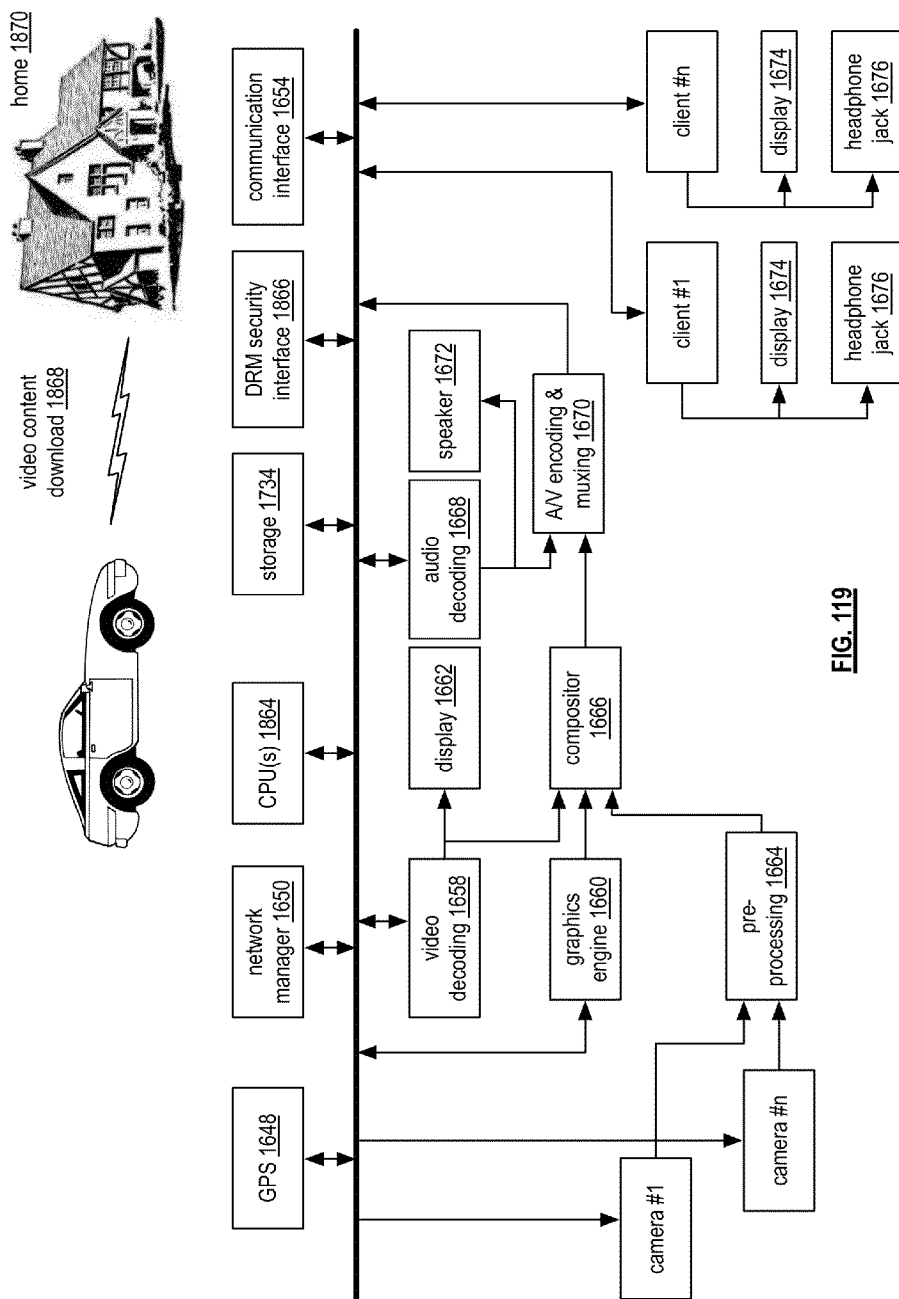 video content
download 1868
home 1870
GPS 1648
network
manager 1650
CPU(s) 1864
storage 1734
DRM security
interface 1866
communication
interface 1654
video
decoding 1658
display 1662
audio
decoding 1668
speaker 1672
graphics
engine 1660
compositor
1666
A/V encoding &
muxing 1670
camera #1
camera #n
pre-
processing 1664
client #1
display 1674
headphone
jack 1676
client #n
display 1674
headphone
jack 1676
FIG. 119